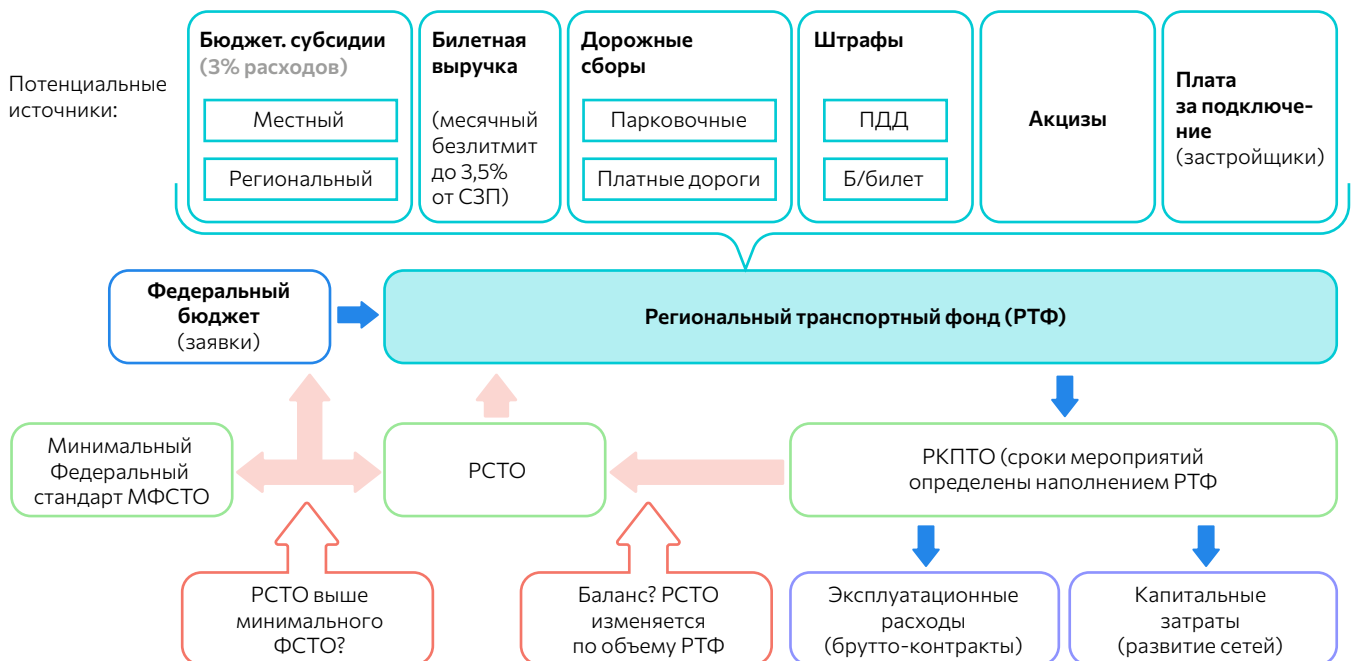 Потенциальные
источники:
Бюджет. субсидии
(3% расходов)
Местный
Региональный
Билетная
выручка
(месячный
безлитмит
до 3,5%
от СЗП)
Дорожные
сборы
Парковочные
Платные дороги
Штрафы
ПДД
Б/билет
Акцизы
Плата
за подключе-
ние
(застройщики)
Федеральный
бюджет
(заявки)
Региональный транспортный фонд (РТФ)
Минимальный
Федеральный
стандарт МФСТО
РСТО
РКПТО (сроки мероприятий
определены наполнением РТФ
РСТО выше
минимального
ФСТО?
Баланс? РСТО
изменяется
по объему РТФ
Эксплуатационные
расходы
(брутто-контракты)
Капитальные
затраты
(развитие сетей)